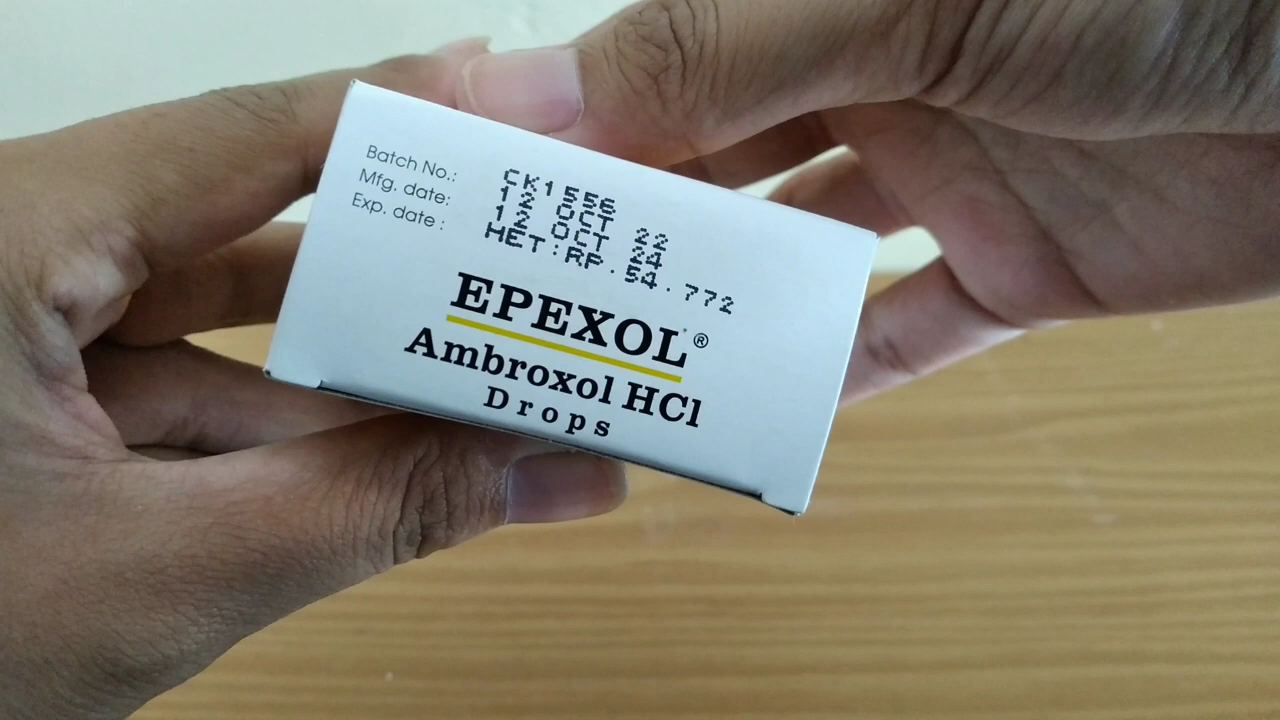 Batch No.: CK1556
Mfg. date: 12 OCT 22
Exp. date : 12 OCT 24
HET:RP.54.772
EPEXOL®
Ambroxol HCl
Drops